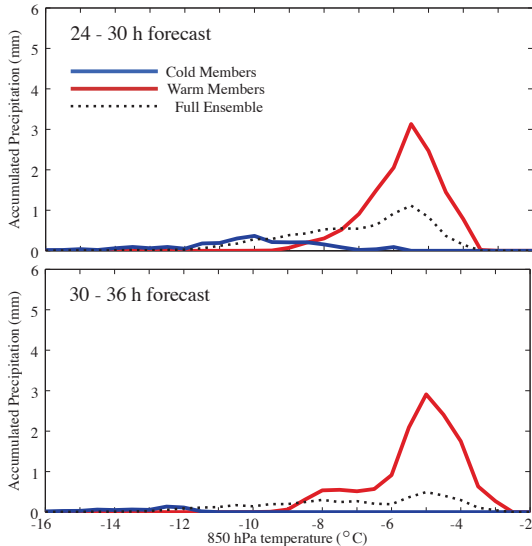 6
5
4
3
2
1
0
Accumulated Precipitation (mm)
24 - 30 h forecast
Cold Members
Warm Members
Full Ensemble
6
5
4
3
2
1
0
Accumulated Precipitation (mm)
30 - 36 h forecast
-16 -14 -12 -10 -8 -6 -4 -2
850 hPa temperature (°C)